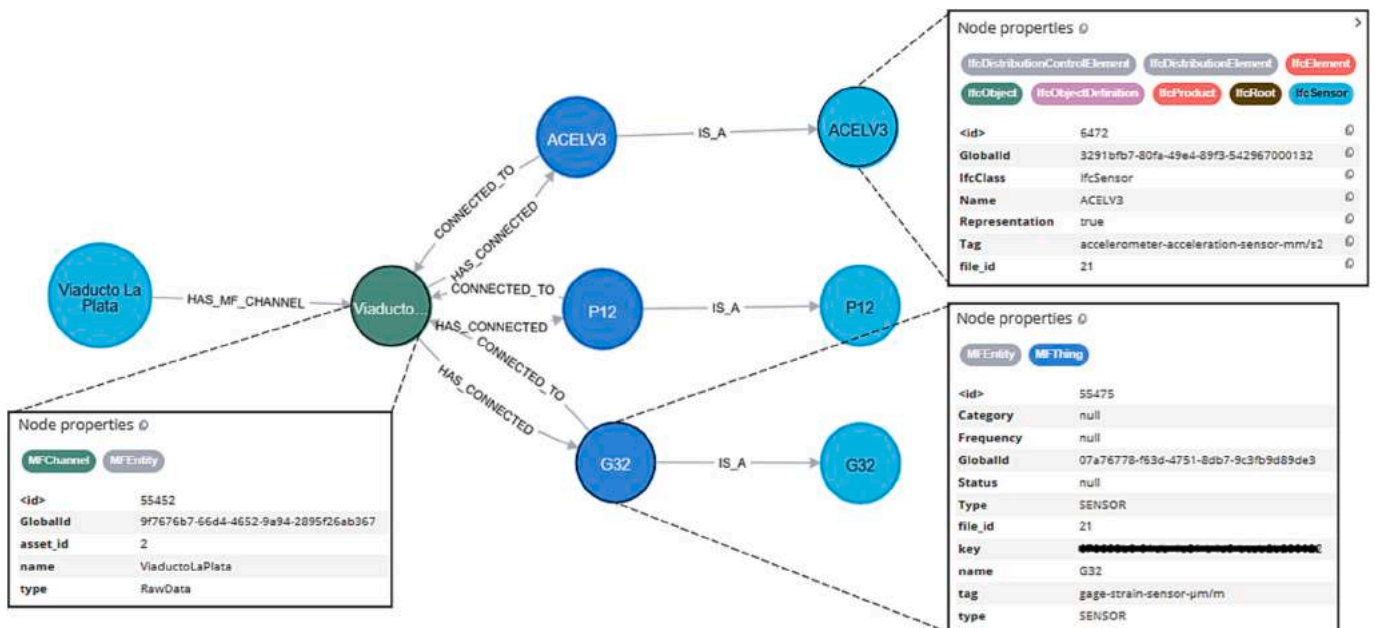 Node properties
IfcDistributionControlElement IfcDistributionElement IfcElement
IfcObject IfcObjectDefinition IfcProduct IfcRoot IfcSensor
<id> 6472
GlobalId 3291bfb7-80fa-49e4-89f3-542967000132
IfcClass IfcSensor
Name ACELV3
Representation true
Tag accelerometer-acceleration-sensor-mm/s2
file_id 21
ACELV3
IS_A
ACELV3
CONNECTED_TO
HAS_CONNECTED
Viaducto La
Plata
HAS_MF_CHANNEL
Viaducto...
CONNECTED_TO
HAS_CONNECTED
P12
IS_A
P12
CONNECTED_TO
HAS_CONNECTED
G32
IS_A
G32
Node properties
MFEntity MFThing
<id> 55475
Category null
Frequency null
GlobalId 07a76778-f63d-4751-8db7-9c3fb9d89de3
Status null
Type SENSOR
file_id 21
key
name G32
tag gage-strain-sensor-µm/m
type SENSOR
Node properties
MFChannel MFEntity
<id> 55452
GlobalId 9f7676b7-66d4-4652-9a94-2895f26ab367
asset_id 2
name ViaductoLaPlata
type RawData